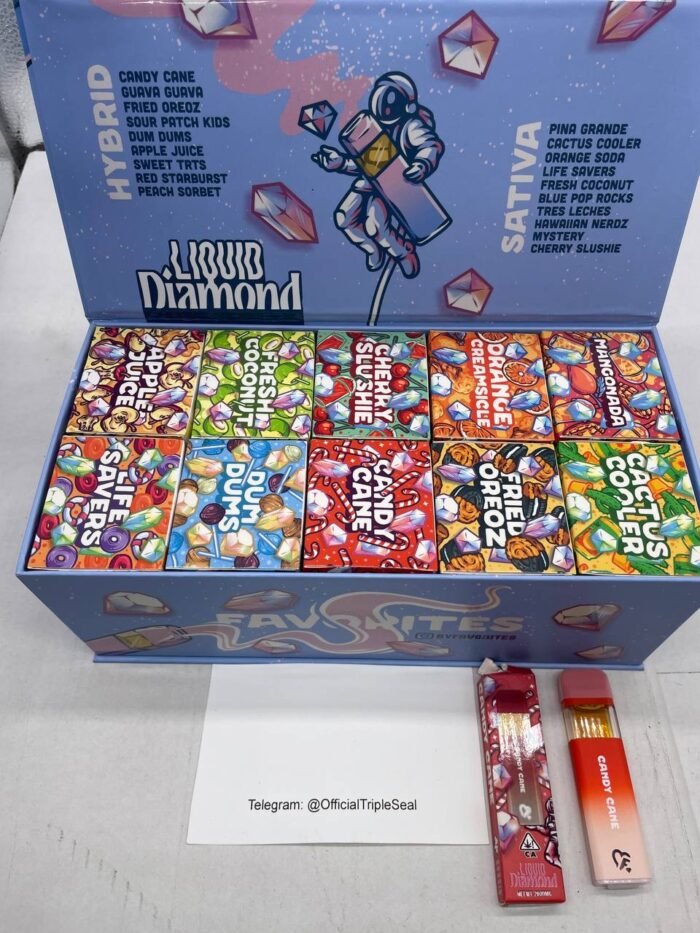 HYBRID
CANDY CANE
GUAVA GUAVA
FRIED OREOZ
SOUR PATCH KIDS
DUM DUMS
APPLE JUICE
SWEET TRTS
RED STARBURST
PEACH SORBET
SATIVA
PINA GRANDE
CACTUS COOLER
ORANGE SODA
LIFE SAVERS
FRESH COCONUT
BLUE POP ROCKS
TRES LECHES
HAWAIIAN NERDZ
MYSTERY
CHERRY SLUSHIE
LIQUID
Diamond
APPLE
JUICE
FRESH
COCONUT
CHERRY
SLUSHIE
ORANGE
CREAMSICLE
MANGONADA
LIFE
SAVERS
DUM
DUMS
CANDY
CANE
FRIED
OREOZ
CACTUS
COOLER
FAVORITES
Telegram: @OfficialTripleSeal
CANDY CANE
CA
LIQUID
Diamond
CANDY CANE